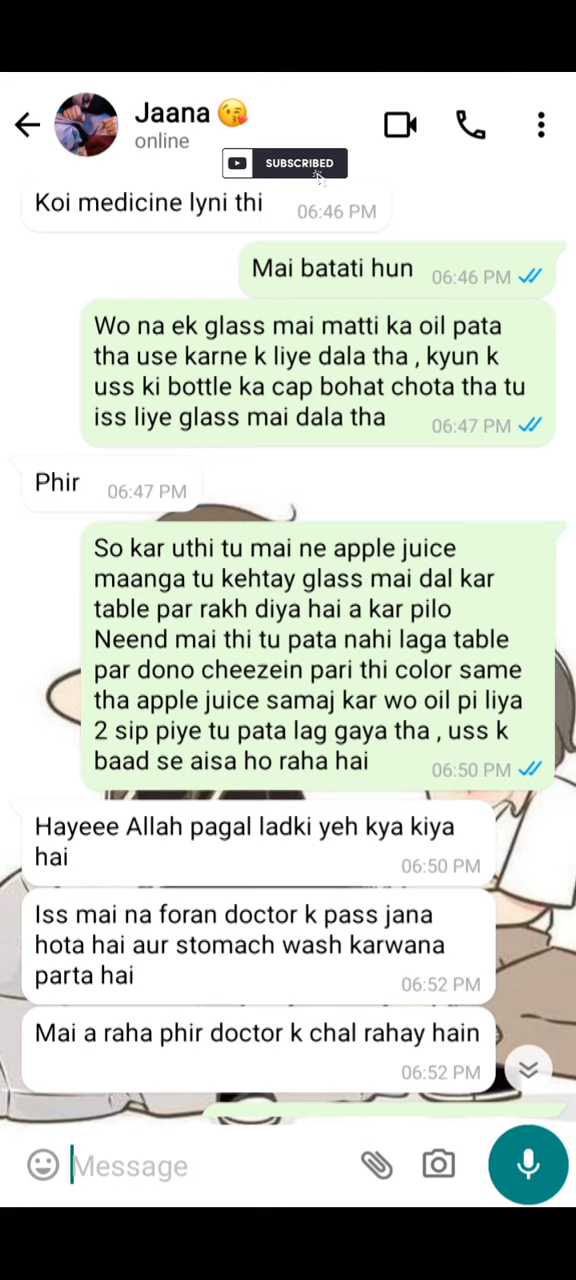 Jaana 😘
online
SUBSCRIBED
Koi medicine lyni thi
06:46 PM
Mai batati hun
06:46 PM
Wo na ek glass mai matti ka oil pata
tha use karne k liye dala tha , kyun k
uss ki bottle ka cap bohat chota tha tu
iss liye glass mai dala tha
06:47 PM
Phir
06:47 PM
So kar uthi tu mai ne apple juice
maanga tu kehtay glass mai dal kar
table par rakh diya hai a kar pilo
Neend mai thi tu pata nahi laga table
par dono cheezein pari thi color same
tha apple juice samaj kar wo oil pi liya
2 sip piye tu pata lag gaya tha , uss k
baad se aisa ho raha hai
06:50 PM
Hayeee Allah pagal ladki yeh kya kiya
hai
06:50 PM
Iss mai na foran doctor k pass jana
hota hai aur stomach wash karwana
parta hai
06:52 PM
Mai a raha phir doctor k chal rahay hain
06:52 PM
Message